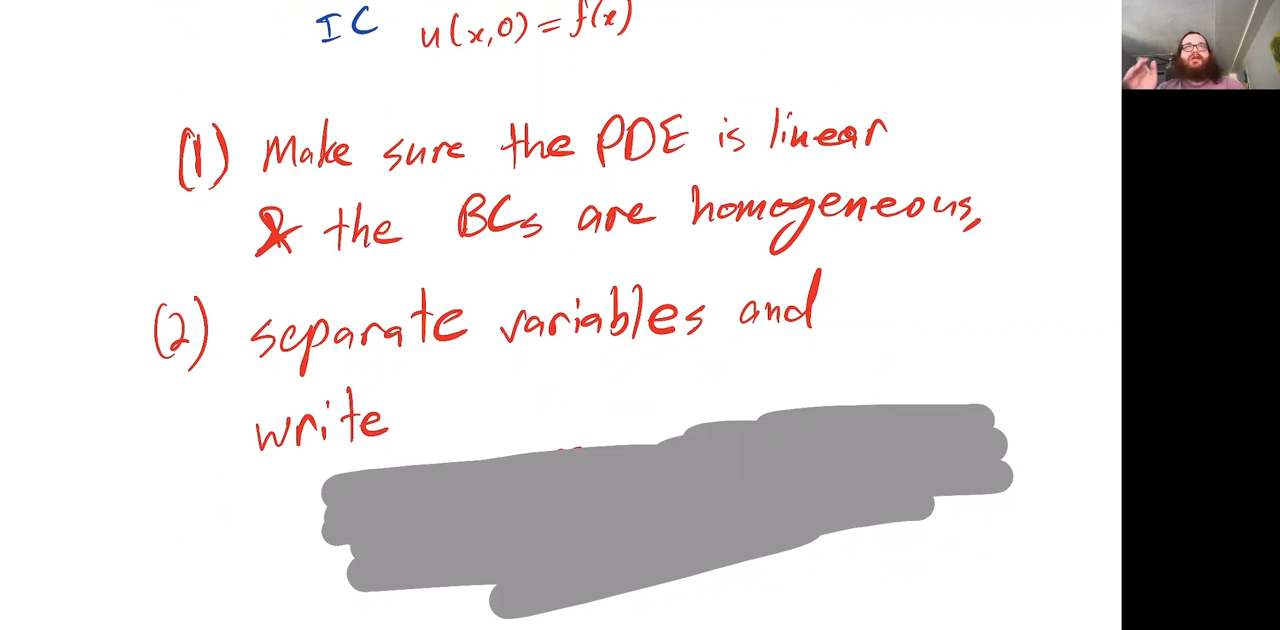 IC u(x,0) = f(x)
(1) Make sure the PDE is linear
& the BCs are homogeneous,
(2) separate variables and
write